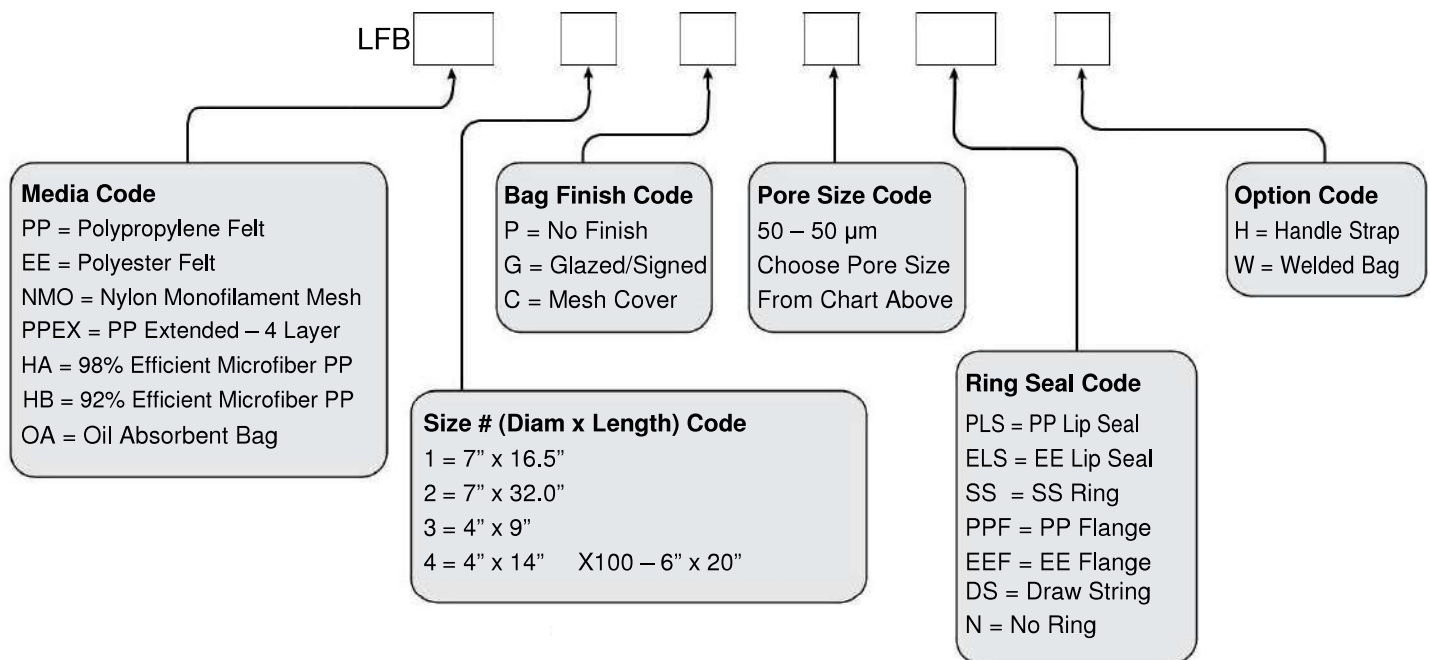 LFB
Media Code
PP = Polypropylene Felt
EE = Polyester Felt
NMO = Nylon Monofilament Mesh
PPEX = PP Extended – 4 Layer
HA = 98% Efficient Microfiber PP
HB = 92% Efficient Microfiber PP
OA = Oil Absorbent Bag
Size # (Diam x Length) Code
1 = 7” x 16.5”
2 = 7” x 32.0”
3 = 4” x 9”
4 = 4” x 14” X100 – 6” x 20”
Bag Finish Code
P = No Finish
G = Glazed/Signed
C = Mesh Cover
Pore Size Code
50 – 50 µm
Choose Pore Size
From Chart Above
Ring Seal Code
PLS = PP Lip Seal
ELS = EE Lip Seal
SS = SS Ring
PPF = PP Flange
EEF = EE Flange
DS = Draw String
N = No Ring
Option Code
H = Handle Strap
W = Welded Bag